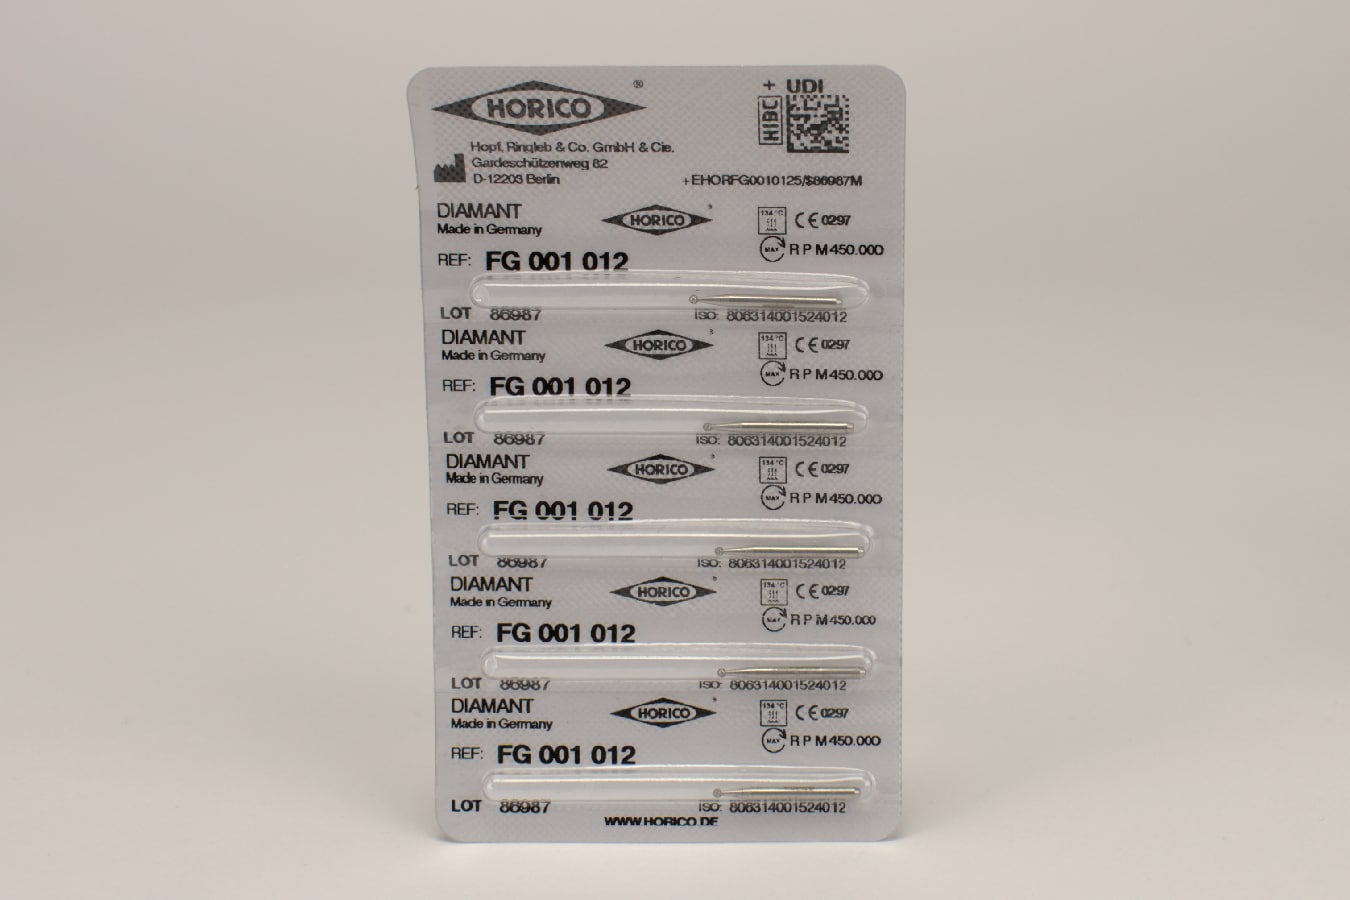 HORICO ®
+ UDI
HIBC
Hopf, Ringleb & Co. GmbH & Cie.
Gardeschützenweg 82
D-12203 Berlin
+EHORFG0010125/$86987M
DIAMANT
Made in Germany
HORICO
134 °C
CE 0297
MAX RPM 450.000
REF: FG 001 012
LOT 86987
ISO: 806314001524012
DIAMANT
Made in Germany
HORICO
134 °C
CE 0297
MAX RPM 450.000
REF: FG 001 012
LOT 86987
ISO: 806314001524012
DIAMANT
Made in Germany
HORICO
134 °C
CE 0297
MAX RPM 450.000
REF: FG 001 012
LOT 86987
ISO: 806314001524012
DIAMANT
Made in Germany
HORICO
134 °C
CE 0297
MAX RPM 450.000
REF: FG 001 012
LOT 86987
ISO: 806314001524012
DIAMANT
Made in Germany
HORICO
134 °C
CE 0297
MAX RPM 450.000
REF: FG 001 012
LOT 86987
ISO: 806314001524012
WWW.HORICO.DE